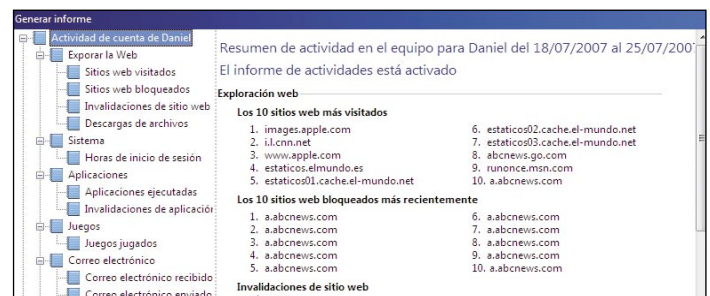 Generar informe
Actividad de cuenta de Daniel
Exporar la Web
Sitios web visitados
Sitios web bloqueados
Invalidaciones de sitio web
Descargas de archivos
Sistema
Horas de inicio de sesión
Aplicaciones
Aplicaciones ejecutadas
Invalidaciones de aplicación
Juegos
Juegos jugados
Correo electrónico
Correo electrónico recibido
Correo electrónico enviado
Resumen de actividad en el equipo para Daniel del 18/07/2007 al 25/07/2007
El informe de actividades está activado
Exploración web
Los 10 sitios web más visitados
1. images.apple.com
2. i.l.cnn.net
3. www.apple.com
4. estaticos.elmundo.es
5. estaticos01.cache.el-mundo.net
6. estaticos02.cache.el-mundo.net
7. estaticos03.cache.el-mundo.net
8. abcnews.go.com
9. runonce.msn.com
10. a.abcnews.com
Los 10 sitios web bloqueados más recientemente
1. a.abcnews.com
2. a.abcnews.com
3. a.abcnews.com
4. a.abcnews.com
5. a.abcnews.com
6. a.abcnews.com
7. a.abcnews.com
8. a.abcnews.com
9. a.abcnews.com
10. a.abcnews.com
Invalidaciones de sitio web